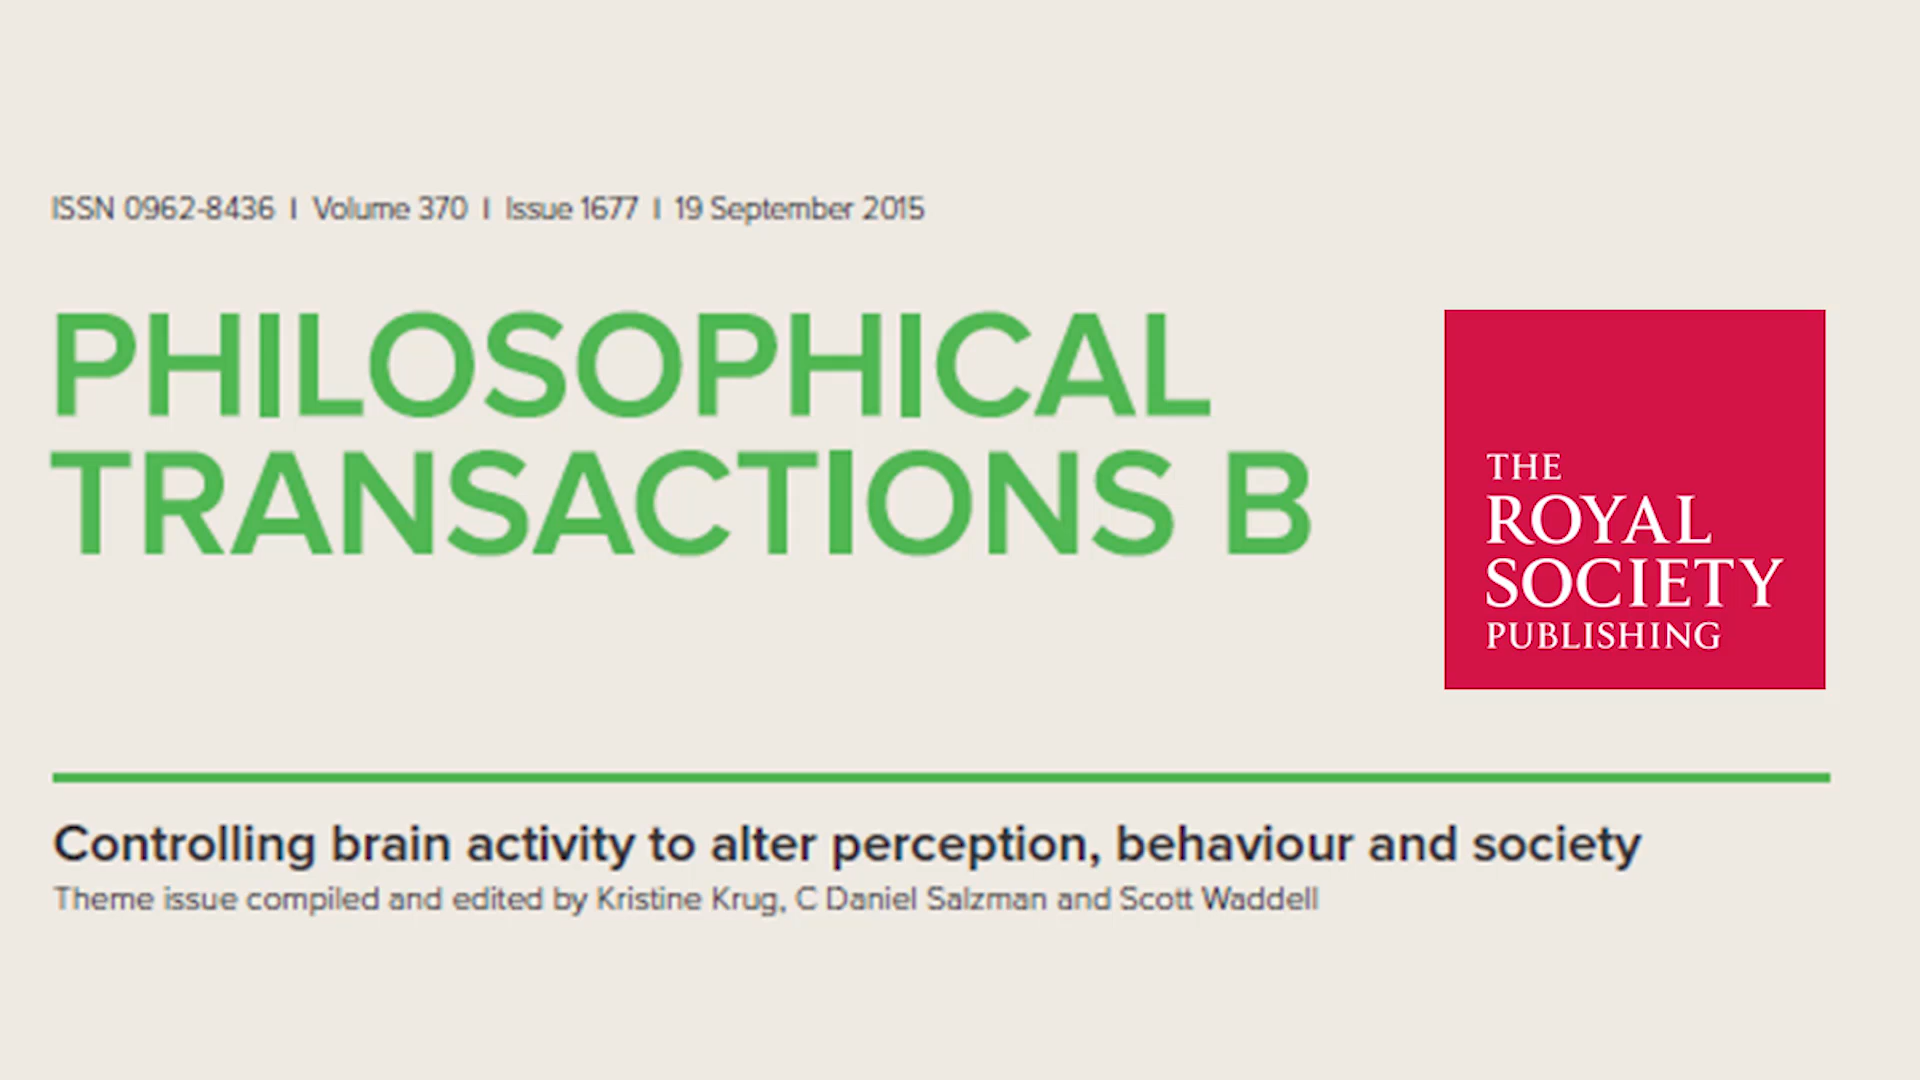 ISSN 0962-8436 I Volume 370 I Issue 1677 I 19 September 2015
PHILOSOPHICAL
TRANSACTIONS B
THE
ROYAL
SOCIETY
PUBLISHING
Controlling brain activity to alter perception, behaviour and society
Theme issue compiled and edited by Kristine Krug, C Daniel Salzman and Scott Waddell